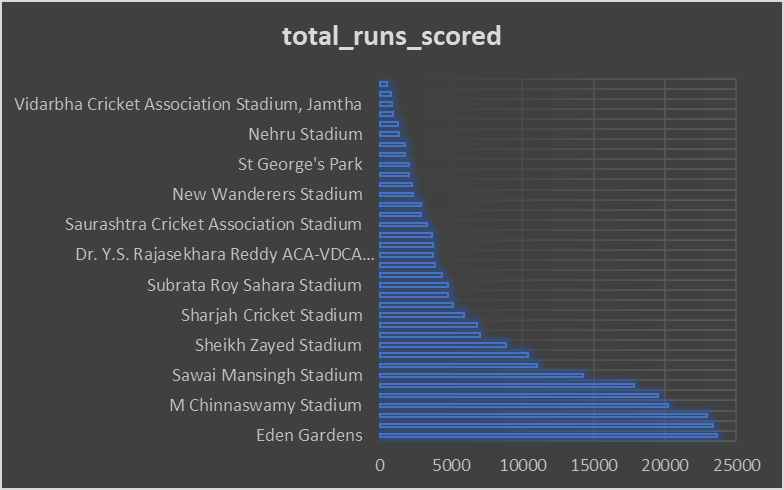 total_runs_scored
Vidarbha Cricket Association Stadium, Jamtha
Nehru Stadium
St George's Park
New Wanderers Stadium
Saurashtra Cricket Association Stadium
Dr. Y.S. Rajasekhara Reddy ACA-VDCA...
Subrata Roy Sahara Stadium
Sharjah Cricket Stadium
Sheikh Zayed Stadium
Sawai Mansingh Stadium
M Chinnaswamy Stadium
Eden Gardens
0 5000 10000 15000 20000 25000